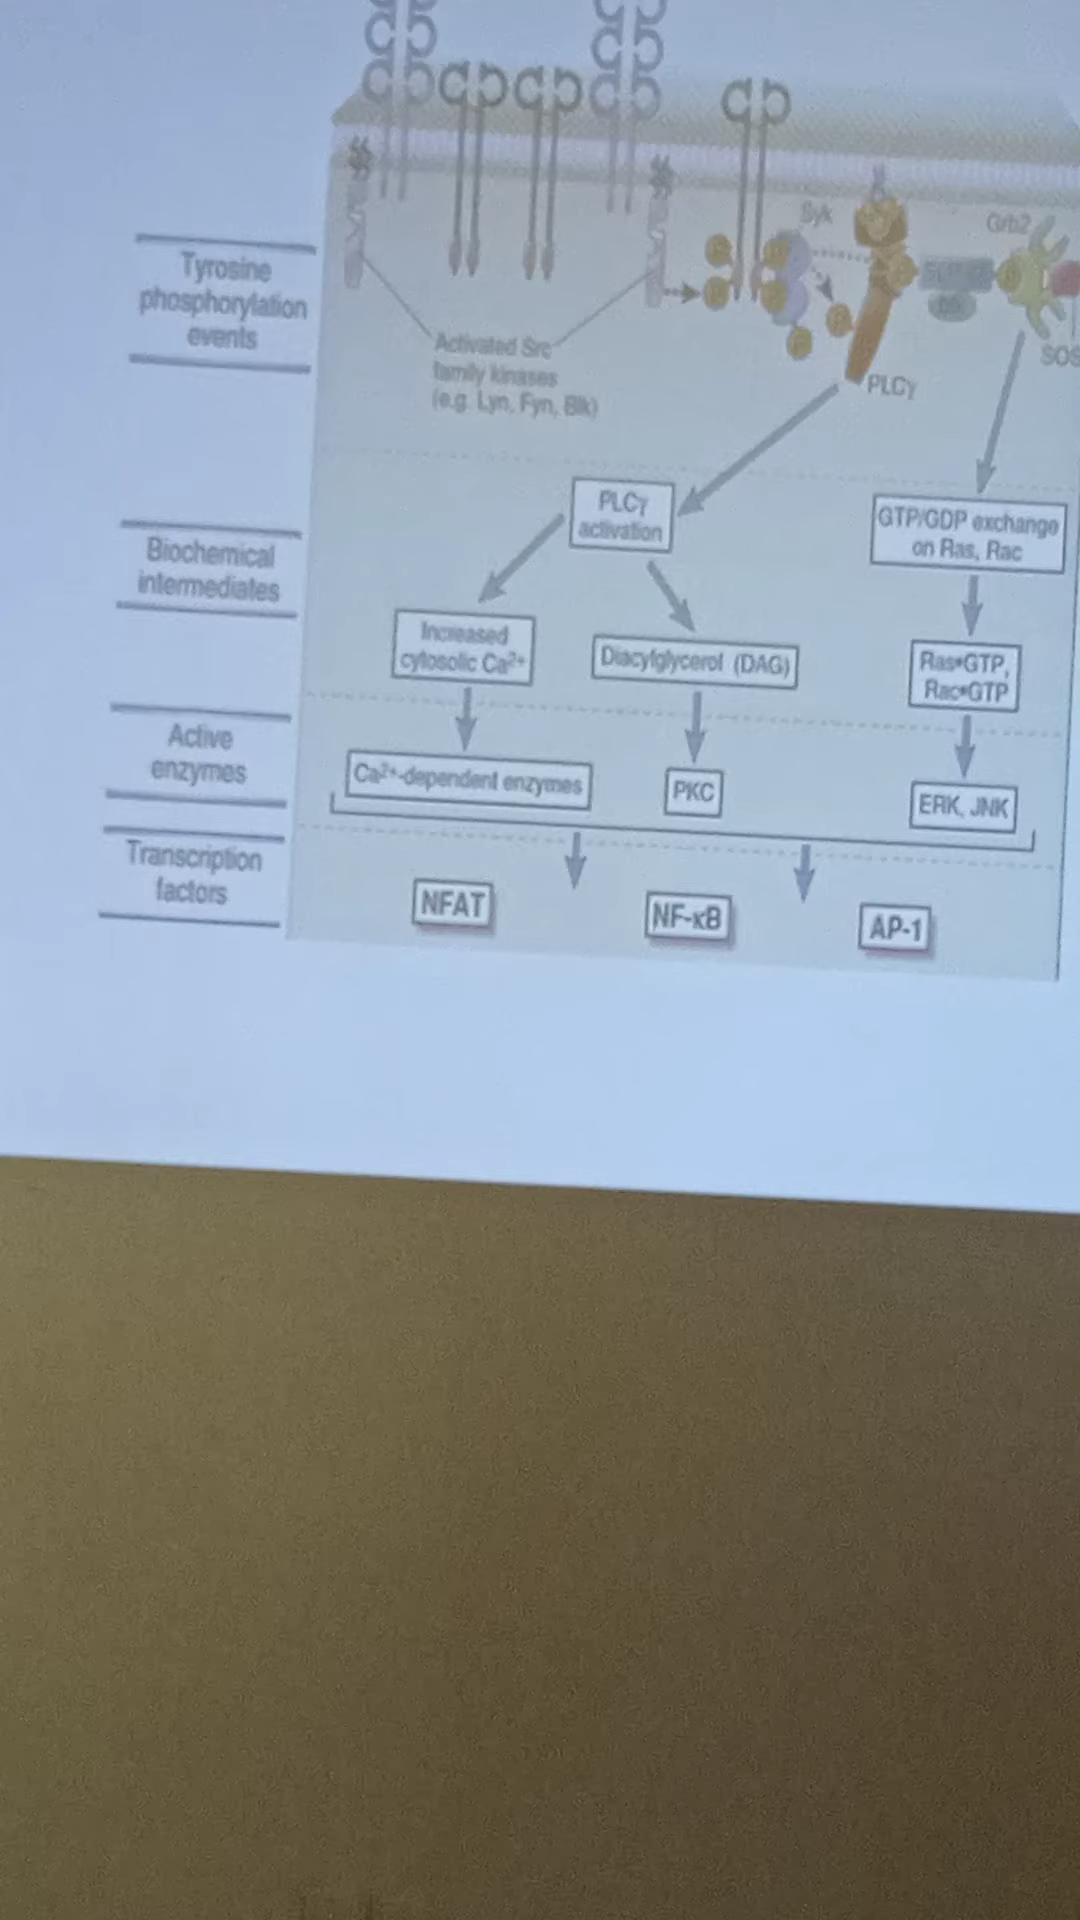 Tyrosine
phosphorylation
events
Syk
Grb2
Activated Src
family kinases
(e.g. Lyn, Fyn, Blk)
PLCγ
SOS
PLCγ
activation
GTP/GDP exchange
on Ras, Rac
Biochemical
intermediates
Increased
cytosolic Ca²⁺
Diacylglycerol (DAG)
Ras•GTP,
Rac•GTP
Active
enzymes
Ca²⁺-dependent enzymes
PKC
ERK, JNK
Transcription
factors
NFAT
NF-κB
AP-1